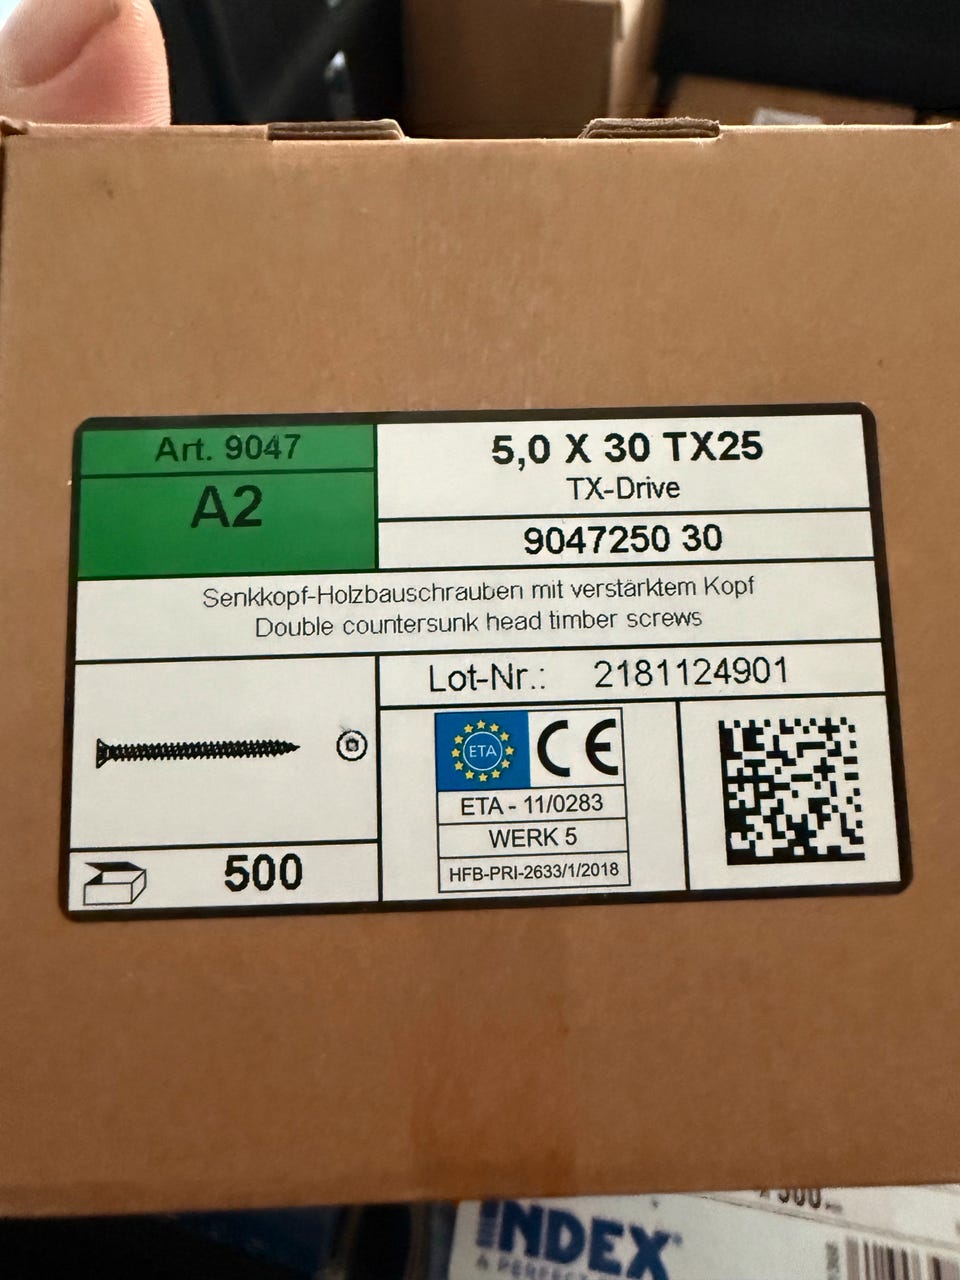 Art. 9047
A2
5,0 X 30 TX25
TX-Drive
9047250 30
Senkkopf-Holzbauschrauben mit verstärktem Kopf
Double countersunk head timber screws
Lot-Nr.: 2181124901
ETA
CE
ETA - 11/0283
WERK 5
HFB-PRI-2633/1/2018
500
INDEX
A PERFECT